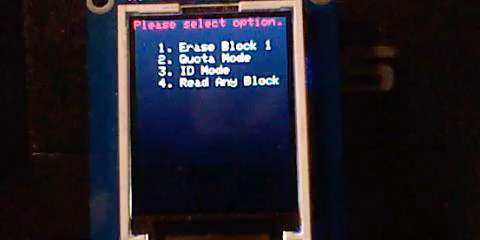 Please select option.
1. Erase Block 1
2. Quota Mode
3. ID Mode
4. Read Any Block